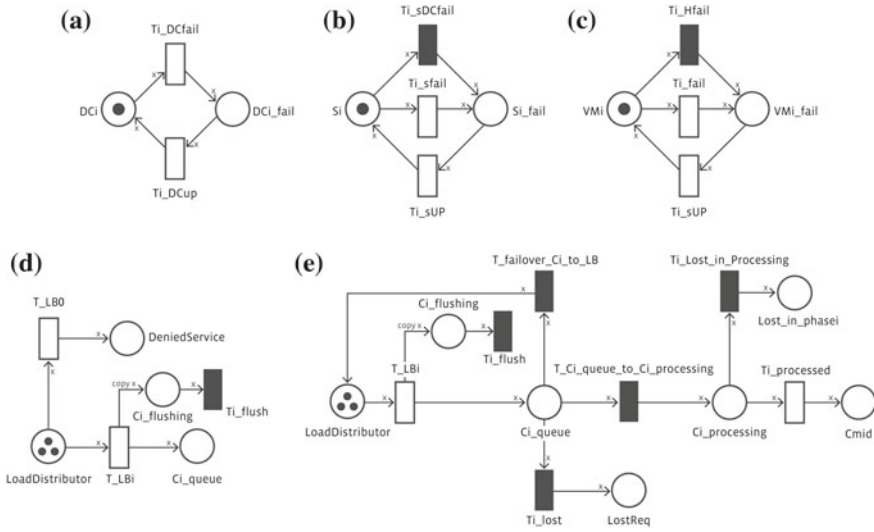 (a)
Ti_DCfail
x
x
DCi
DCi_fail
x
x
Ti_DCup
(b)
Ti_sDCfail
x
x
Ti_sfail
Si
x
x
Si_fail
x
x
Ti_sUP
(c)
Ti_Hfail
x
x
Ti_fail
VMi
x
x
VMi_fail
x
x
Ti_sUP
(d)
T_LB0
x
DeniedService
x
copy x
Ci_flushing
x
Ti_flush
x
x
LoadDistributor
T_LBi
Ci_queue
(e)
T_failover_Ci_to_LB
Ti_Lost_in_Processing
x
Ci_flushing
x
Lost_in_phasei
copy x
x
x
x
Ti_flush
T_LBi
T_Ci_queue_to_Ci_processing
Ti_processed
x
x
x
x
x
x
LoadDistributor
Ci_queue
Ci_processing
Cmid
x
x
Ti_lost
LostReq